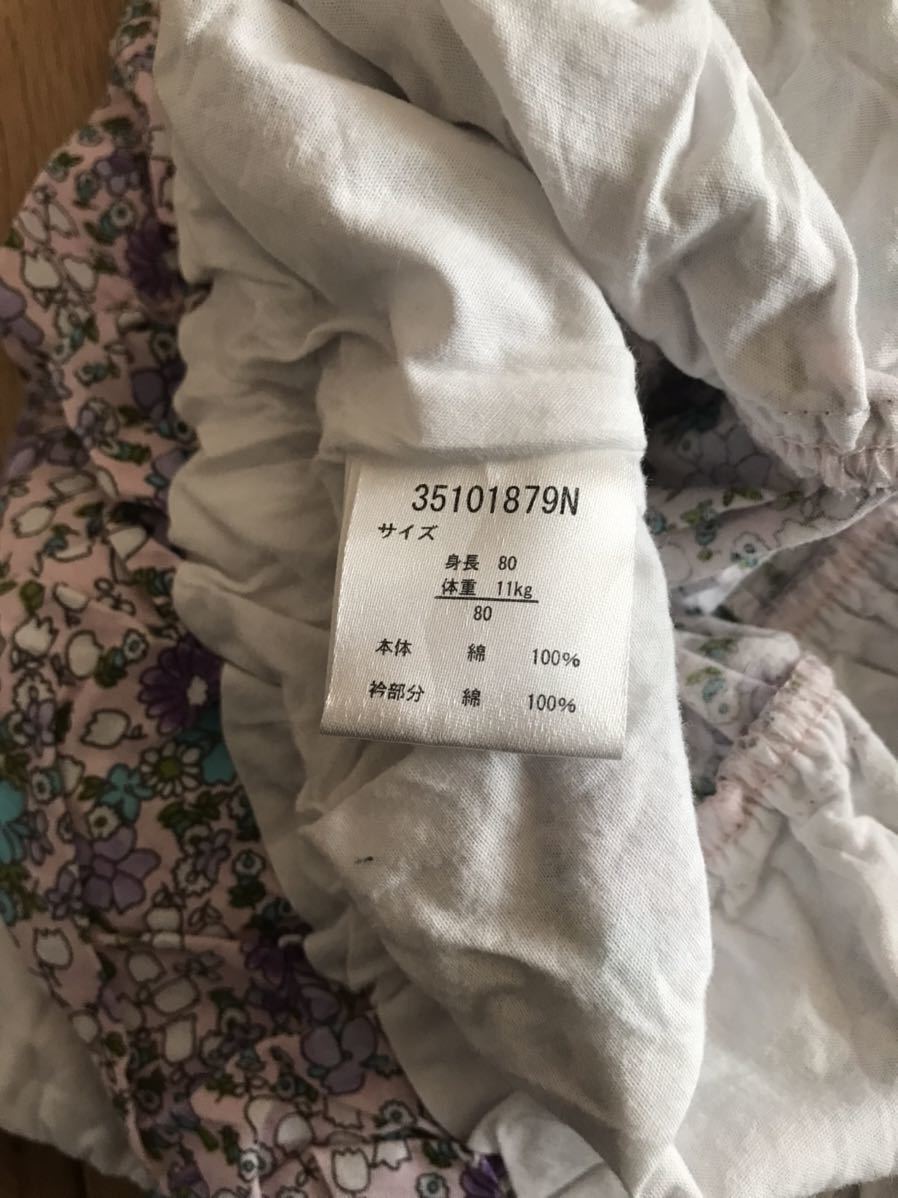 35101879N
サイズ
身長 80
体重 11kg
80
本体 綿 100%
衿部分 綿 100%